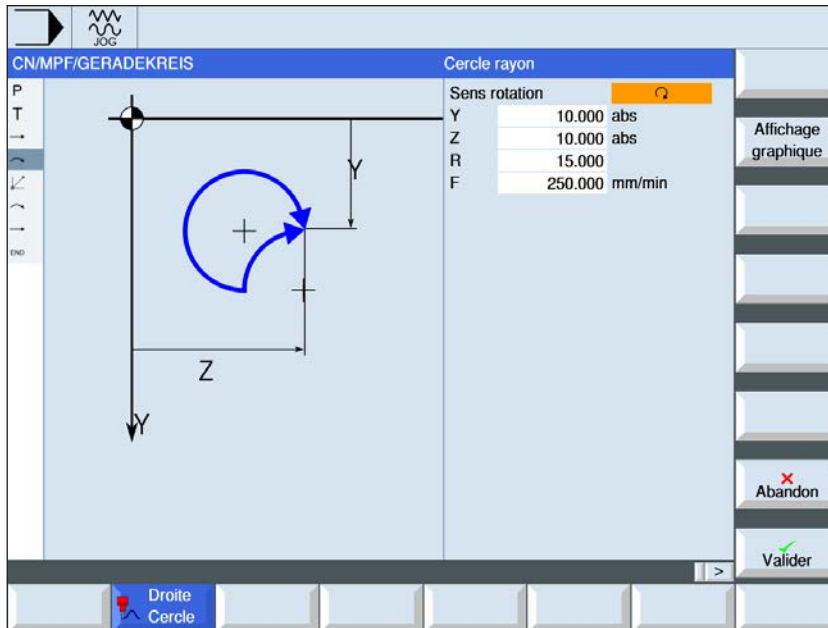 JOG
CN/MPF/GERADEKREIS
Cercle rayon
P
T
END
Y
Z
Y
Sens rotation
Y 10.000 abs
Z 10.000 abs
R 15.000
F 250.000 mm/min
Affichage
graphique
Abandon
Valider
>
Droite
Cercle